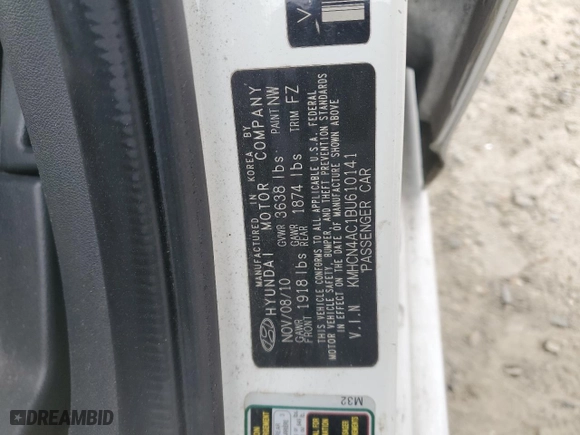 MANUFACTURED IN KOREA BY
HYUNDAI MOTOR COMPANY
NOV/08/10 GVWR 3638 lbs PAINT NW
GAWR FRONT 1918 lbs GAWR REAR 1874 lbs TRIM FZ
THIS VEHICLE CONFORMS TO ALL APPLICABLE U.S.A. FEDERAL
MOTOR VEHICLE SAFETY, BUMPER, AND THEFT PREVENTION STANDARDS
IN EFFECT ON THE DATE OF MANUFACTURE SHOWN ABOVE
V.I.N KMHCN4AC1BU610141
PASSENGER CAR
M32
DREAMBID